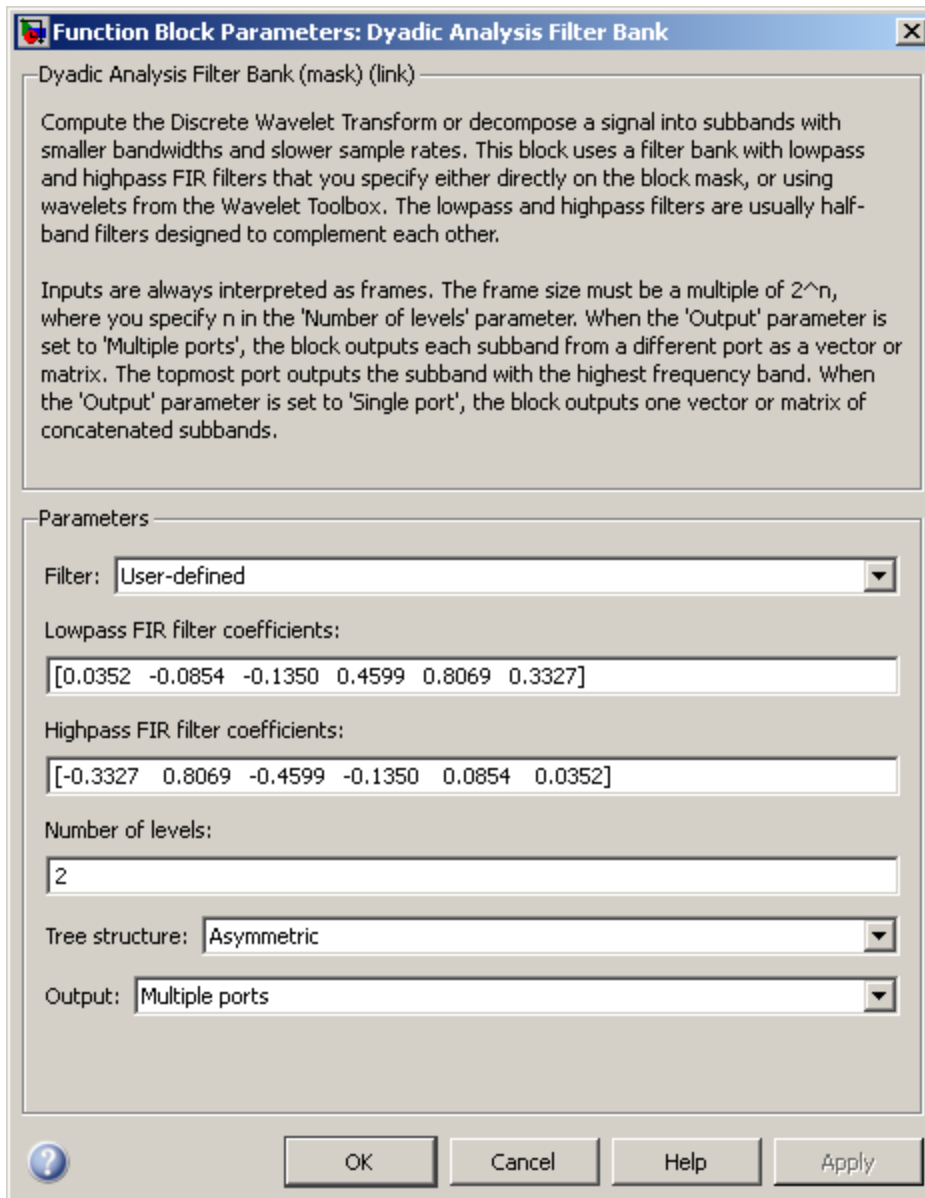 Function Block Parameters: Dyadic Analysis Filter Bank
Dyadic Analysis Filter Bank (mask) (link)
Compute the Discrete Wavelet Transform or decompose a signal into subbands with
smaller bandwidths and slower sample rates. This block uses a filter bank with lowpass
and highpass FIR filters that you specify either directly on the block mask, or using
wavelets from the Wavelet Toolbox. The lowpass and highpass filters are usually half-
band filters designed to complement each other.
Inputs are always interpreted as frames. The frame size must be a multiple of 2^n,
where you specify n in the 'Number of levels' parameter. When the 'Output' parameter is
set to 'Multiple ports', the block outputs each subband from a different port as a vector or
matrix. The topmost port outputs the subband with the highest frequency band. When
the 'Output' parameter is set to 'Single port', the block outputs one vector or matrix of
concatenated subbands.
Parameters
Filter: User-defined
Lowpass FIR filter coefficients:
[0.0352 -0.0854 -0.1350 0.4599 0.8069 0.3327]
Highpass FIR filter coefficients:
[-0.3327 0.8069 -0.4599 -0.1350 0.0854 0.0352]
Number of levels:
2
Tree structure: Asymmetric
Output: Multiple ports
? OK Cancel Help Apply